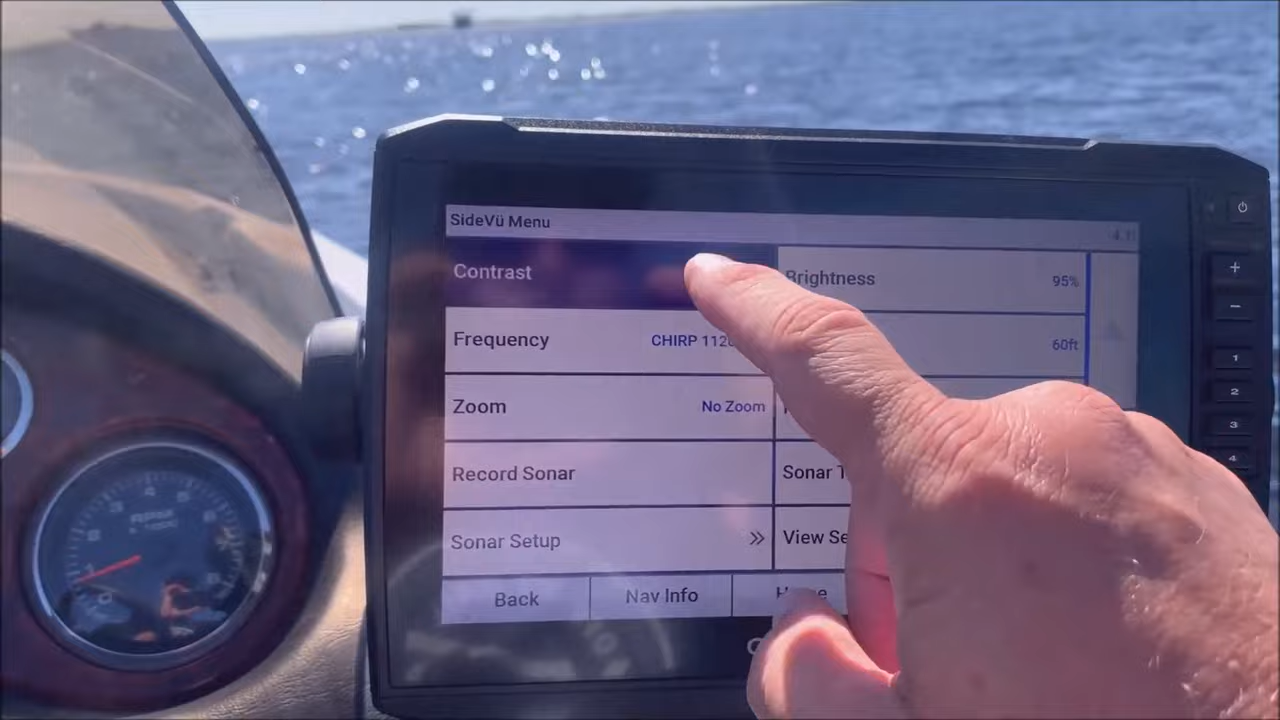 SideVü Menu
Contrast
Brightness 95%
Frequency CHIRP 112
60ft
Zoom No Zoom
Record Sonar
Sonar T
Sonar Setup »
View Se
Back Nav Info
+
−
1
2
3
4
RPM